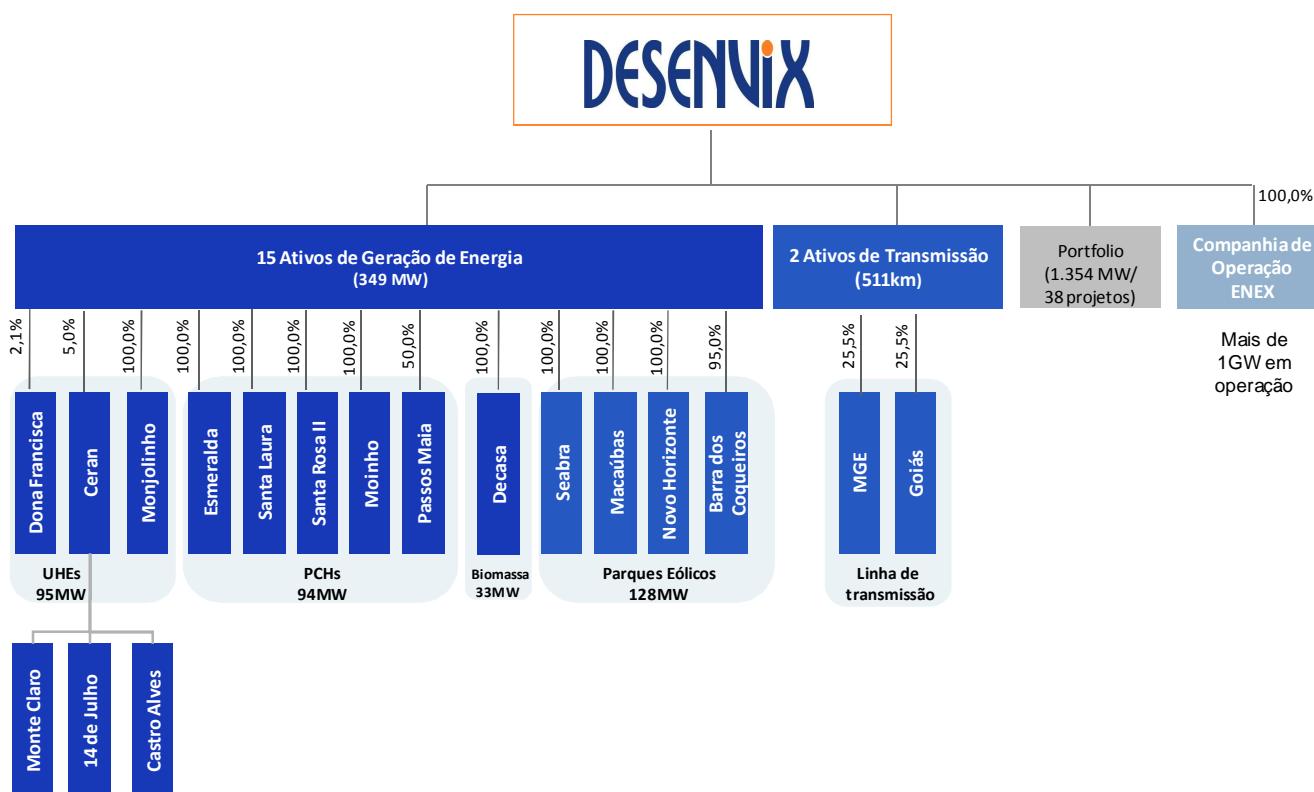 DESENVIX
100,0%
15 Ativos de Geração de Energia
(349 MW)
2 Ativos de Transmissão
(511km)
Portfolio
(1.354 MW/
38 projetos)
Companhia de
Operação
ENEX
Mais de
1GW em
operação
2,1%
5,0%
100,0%
100,0%
100,0%
100,0%
100,0%
50,0%
100,0%
100,0%
100,0%
100,0%
95,0%
25,5%
25,5%
Dona Francisca
Ceran
Monjolinho
Esmeralda
Santa Laura
Santa Rosa II
Moinho
Passos Maia
Decasa
Seabra
Macaúbas
Novo Horizonte
Barra dos
Coqueiros
MGE
Goiás
UHEs
95MW
PCHs
94MW
Biomassa
33MW
Parques Eólicos
128MW
Linha de
transmissão
Monte Claro
14 de Julho
Castro Alves